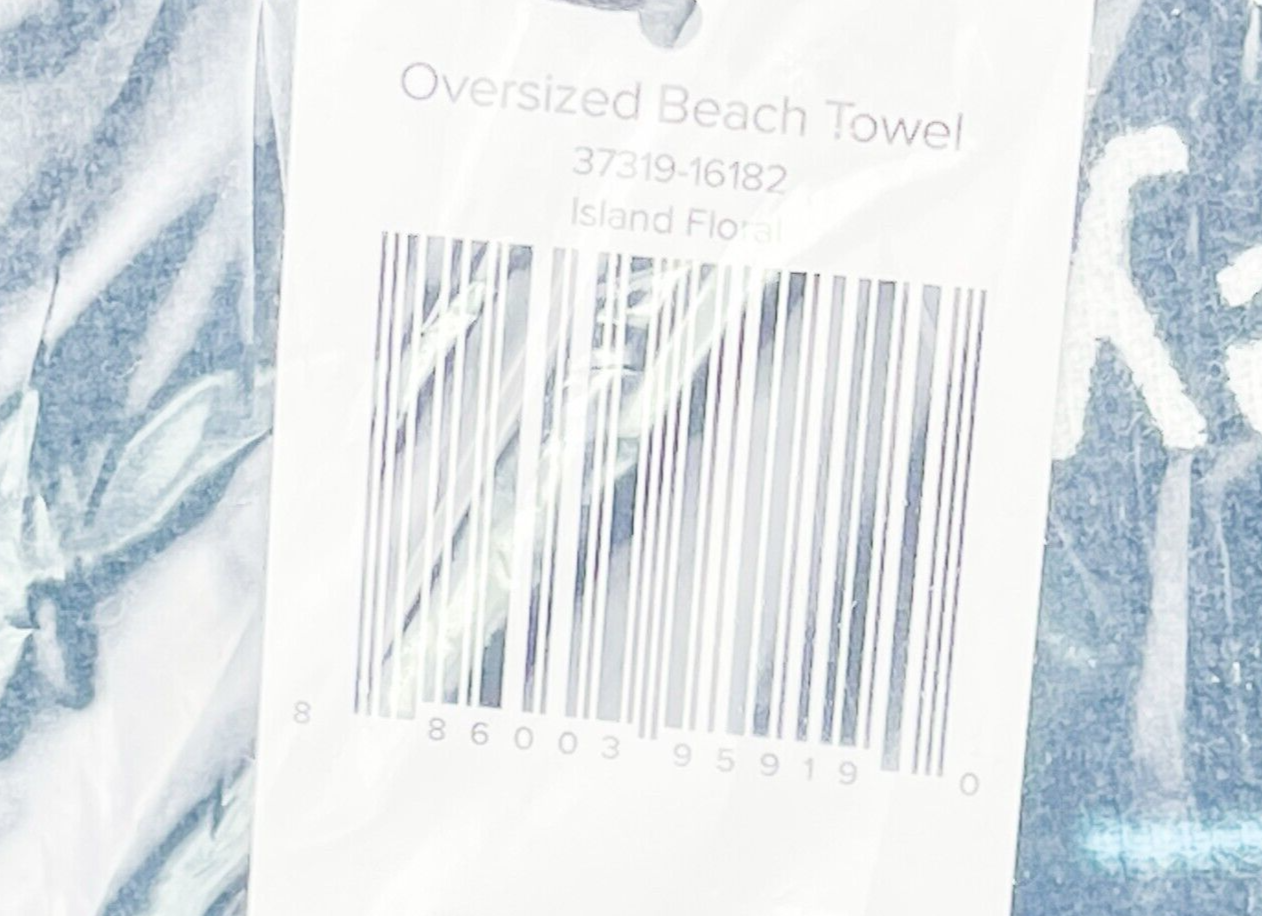 Oversized Beach Towel
37319-16182
Island Floral
8 86003 95919 0